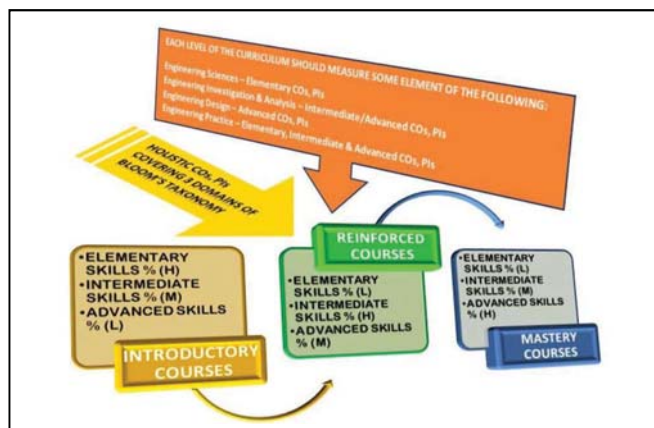 EACH LEVEL OF THE CURRICULUM SHOULD MEASURE SOME ELEMENT OF THE FOLLOWING:
Engineering Sciences – Elementary COs, PIs
Engineering Investigation & Analysis – Intermediate/Advanced COs, PIs
Engineering Design – Advanced COs, PIs
Engineering Practice – Elementary, Intermediate & Advanced COs, PIs
HOLISTIC COs, PIs
COVERING 3 DOMAINS OF
BLOOM'S TAXONOMY
•ELEMENTARY
SKILLS % (H)
•INTERMEDIATE
SKILLS % (M)
•ADVANCED SKILLS
% (L)
INTRODUCTORY
COURSES
REINFORCED
COURSES
•ELEMENTARY
SKILLS % (L)
•INTERMEDIATE
SKILLS % (H)
•ADVANCED SKILLS
% (M)
•ELEMENTARY
SKILLS % (L)
•INTERMEDIATE
SKILLS % (M)
•ADVANCED SKILLS %
(H)
MASTERY
COURSES